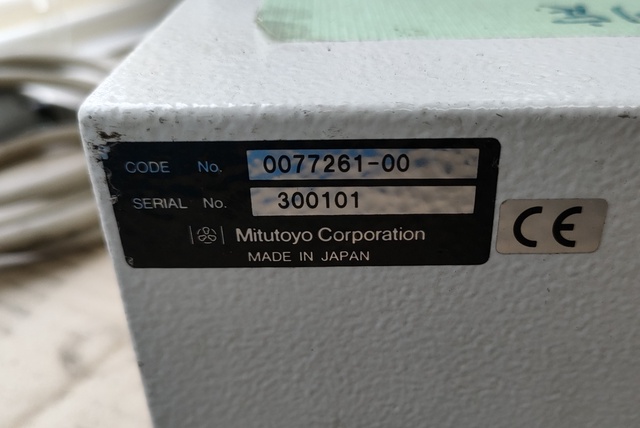 CODE No. 0077261-00
SERIAL No. 300101
Mitutoyo Corporation
MADE IN JAPAN
CE